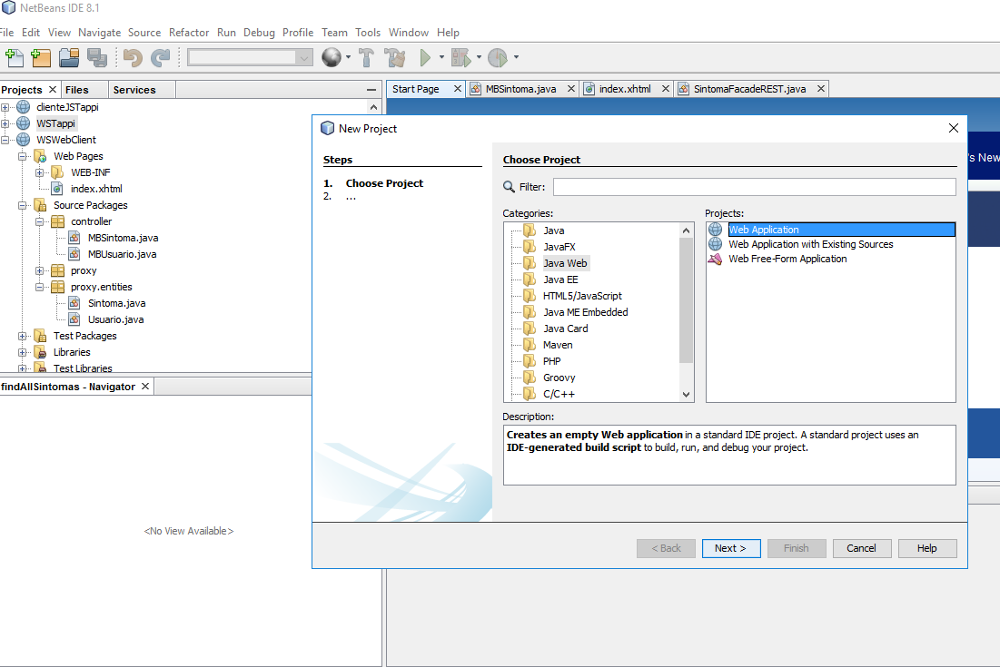 NetBeans IDE 8.1
File Edit View Navigate Source Refactor Run Debug Profile Team Tools Window Help
Projects Files Services
Start Page MBSintoma.java index.xhtml SintomaFacadeREST.java
clienteJSTappi
WSTappi
WSWebClient
Web Pages
WEB-INF
index.xhtml
Source Packages
controller
MBSintoma.java
MBUsuario.java
proxy
proxy.entities
Sintoma.java
Usuario.java
Test Packages
Libraries
Test Libraries
findAllSintomas - Navigator
<No View Available>
New Project
Steps
1. Choose Project
2. ...
Choose Project
Filter:
Categories:
Java
JavaFX
Java Web
Java EE
HTML5/JavaScript
Java ME Embedded
Java Card
Maven
PHP
Groovy
C/C++
Projects:
Web Application
Web Application with Existing Sources
Web Free-Form Application
Description:
Creates an empty Web application in a standard IDE project. A standard project uses an
IDE-generated build script to build, run, and debug your project.
< Back Next > Finish Cancel Help
's New